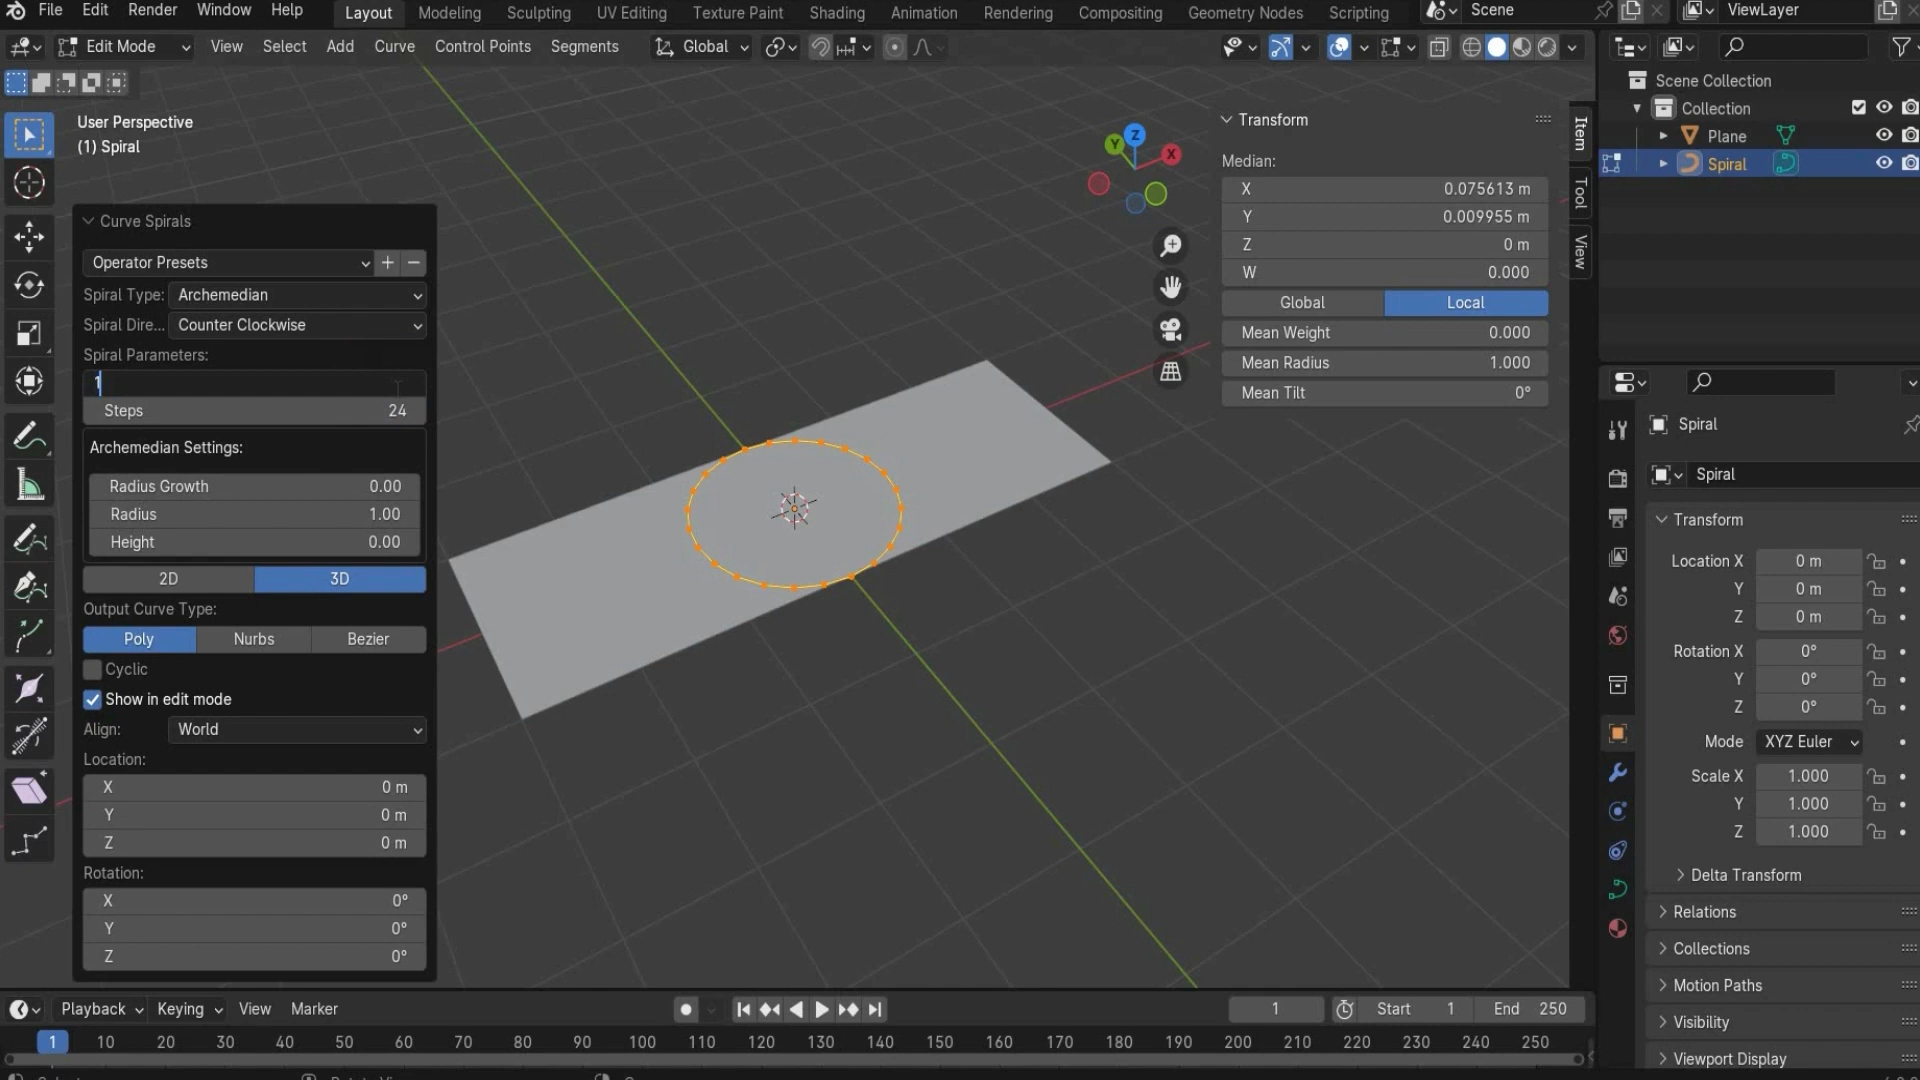 File Edit Render Window Help Layout Modeling Sculpting UV Editing Texture Paint Shading Animation Rendering Compositing Geometry Nodes Scripting Scene ViewLayer
Edit Mode View Select Add Curve Control Points Segments Global
User Perspective
(1) Spiral
Curve Spirals
Operator Presets
Spiral Type: Archemedian
Spiral Dire... Counter Clockwise
Spiral Parameters:
1
Steps 24
Archemedian Settings:
Radius Growth 0.00
Radius 1.00
Height 0.00
2D 3D
Output Curve Type:
Poly Nurbs Bezier
Cyclic
Show in edit mode
Align: World
Location:
X 0 m
Y 0 m
Z 0 m
Rotation:
X 0°
Y 0°
Z 0°
Z
Y
X
Transform
Median:
X 0.075613 m
Y 0.009955 m
Z 0 m
W 0.000
Global Local
Mean Weight 0.000
Mean Radius 1.000
Mean Tilt 0°
Item
Tool
View
Scene Collection
Collection
Plane
Spiral
Spiral
Spiral
Transform
Location X 0 m
Y 0 m
Z 0 m
Rotation X 0°
Y 0°
Z 0°
Mode XYZ Euler
Scale X 1.000
Y 1.000
Z 1.000
Delta Transform
Relations
Collections
Motion Paths
Visibility
Viewport Display
Playback Keying View Marker 1 Start 1 End 250
1 10 20 30 40 50 60 70 80 90 100 110 120 130 140 150 160 170 180 190 200 210 220 230 240 250